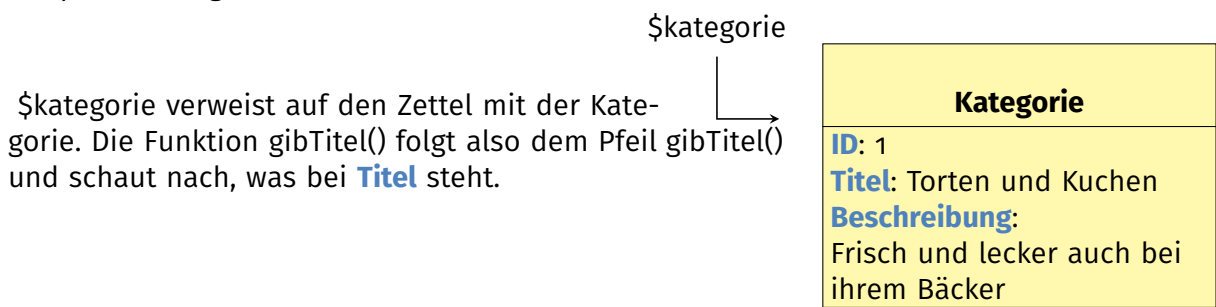 $kategorie
$kategorie verweist auf den Zettel mit der Kate-
gorie. Die Funktion gibTitel() folgt also dem Pfeil gibTitel()
und schaut nach, was bei Titel steht.
Kategorie
ID: 1
Titel: Torten und Kuchen
Beschreibung:
Frisch und lecker auch bei
ihrem Bäcker